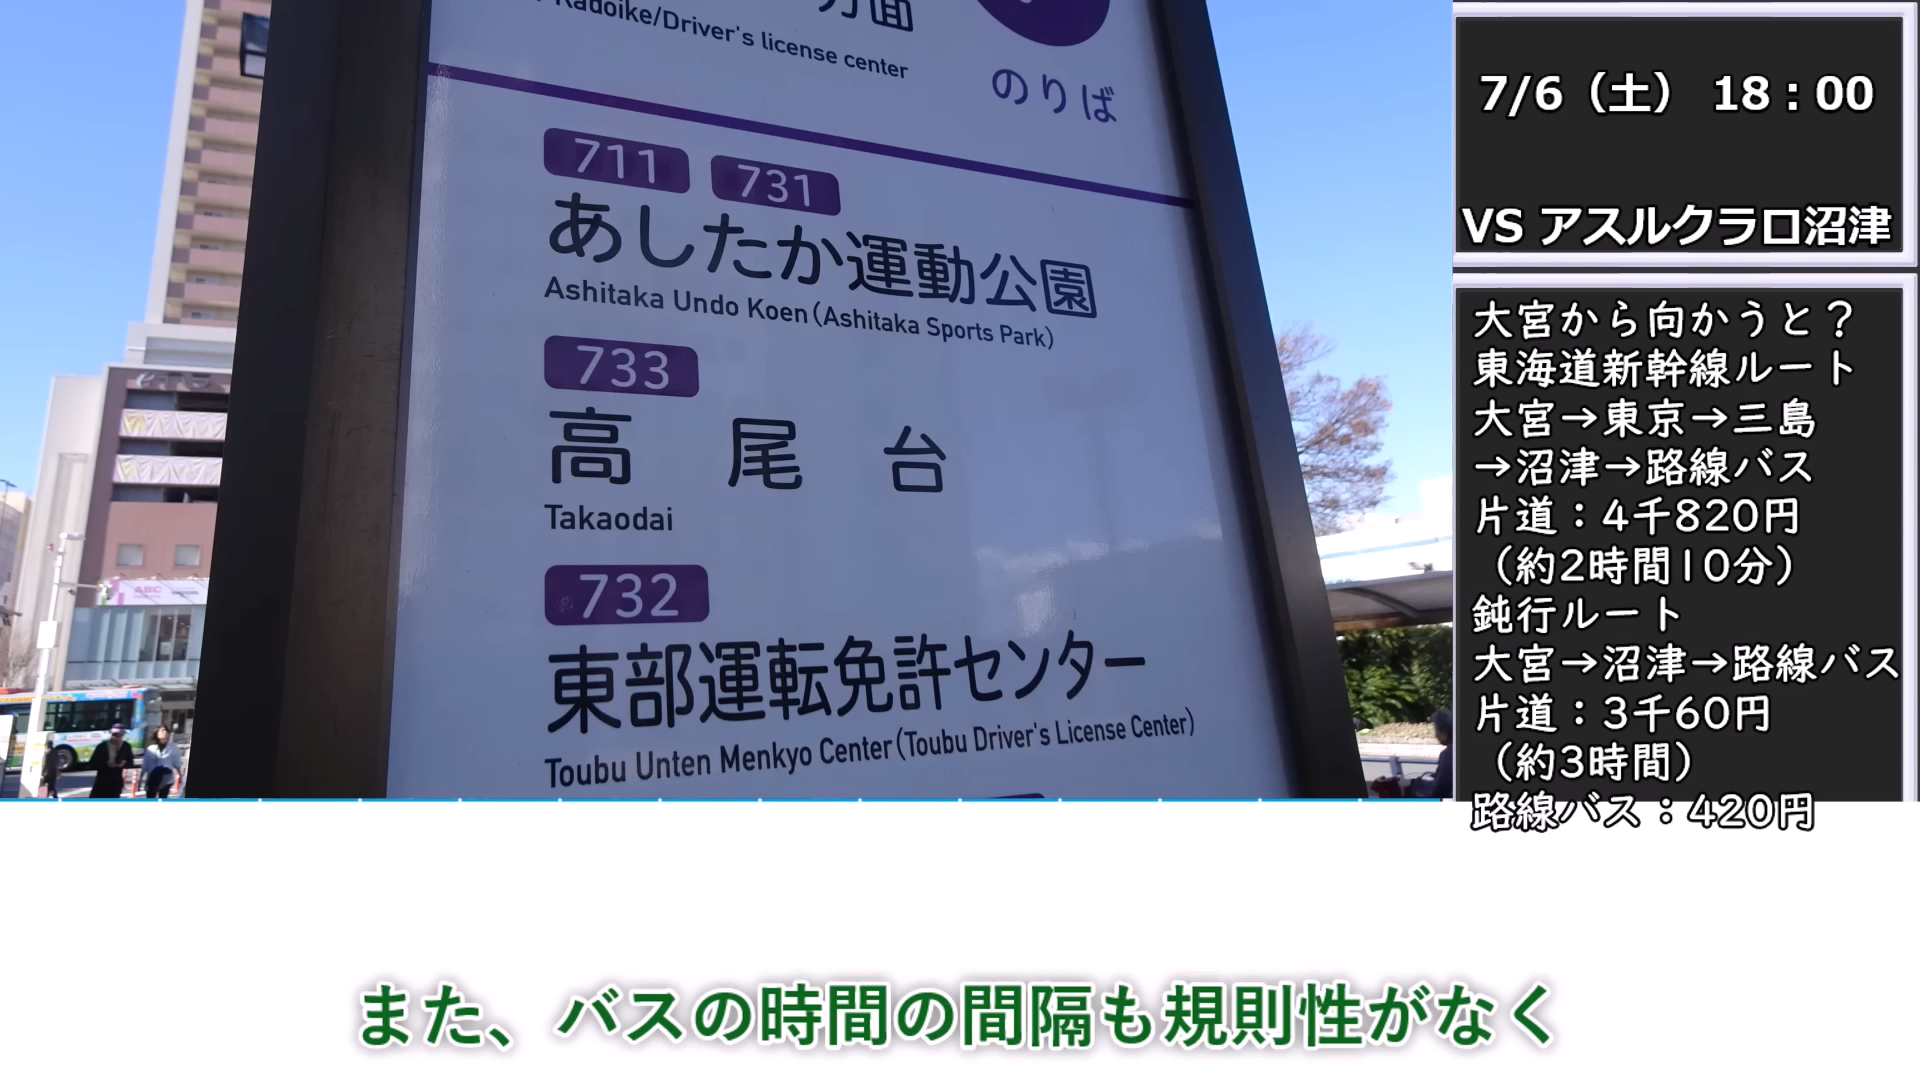 方面
Kadoike/Driver's license center
のりば
711 731
あしたか運動公園
Ashitaka Undo Koen (Ashitaka Sports Park)
733
高尾台
Takaodai
732
東部運転免許センター
Toubu Unten Menkyo Center (Toubu Driver's License Center)
ABC
7/6（土） 18：00
VS アスルクラロ沼津
大宮から向かうと？
東海道新幹線ルート
大宮→東京→三島
→沼津→路線バス
片道：4千820円
（約2時間10分）
鈍行ルート
大宮→沼津→路線バス
片道：3千60円
（約3時間）
路線バス：420円
また、バスの時間の間隔も規則性がなく